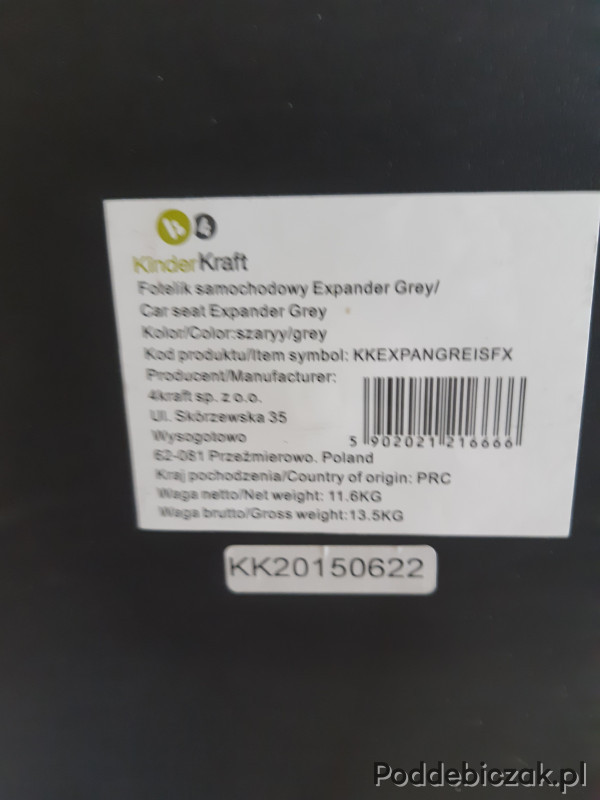 KinderKraft
Fotelik samochodowy Expander Grey/
Car seat Expander Grey
Kolor/Color:szaryy/grey
Kod produktu/Item symbol: KKEXPANGREISFX
Producent/Manufacturer:
4kraft sp. z o.o.
Ul. Skórzewska 35
Wysogotowo
62-081 Przeźmierowo. Poland
5 902021 216666
Kraj pochodzenia/Country of origin: PRC
Waga netto/Net weight: 11.6KG
Waga brutto/Gross weight:13.5KG
KK20150622
Poddebiczak.pl